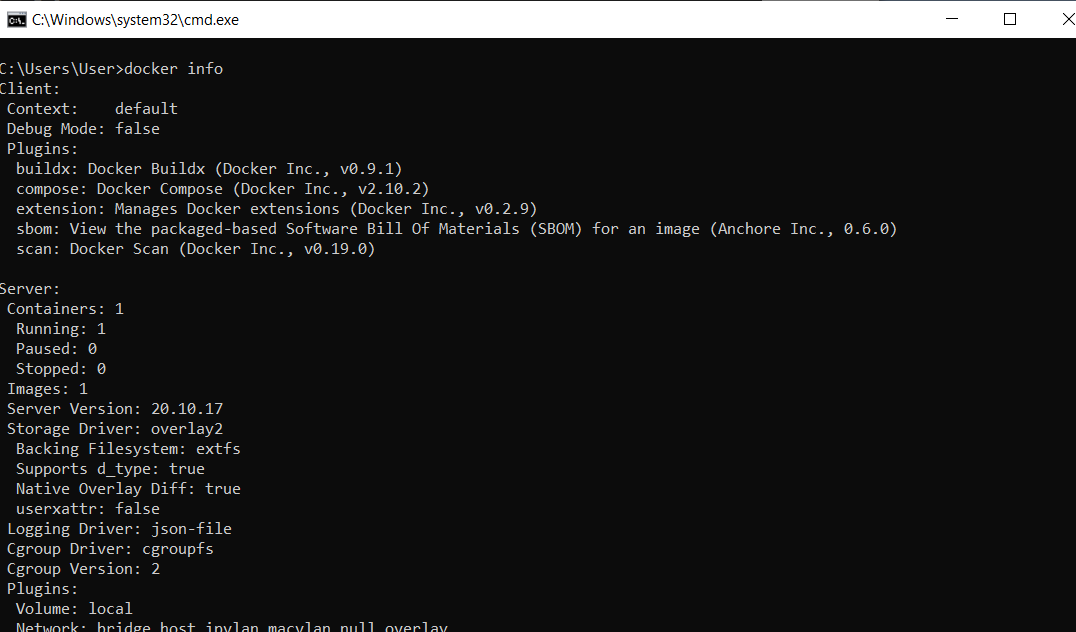 C:\Windows\system32\cmd.exe
C:\Users\User>docker info
Client:
 Context:    default
 Debug Mode: false
 Plugins:
  buildx: Docker Buildx (Docker Inc., v0.9.1)
  compose: Docker Compose (Docker Inc., v2.10.2)
  extension: Manages Docker extensions (Docker Inc., v0.2.9)
  sbom: View the packaged-based Software Bill Of Materials (SBOM) for an image (Anchore Inc., 0.6.0)
  scan: Docker Scan (Docker Inc., v0.19.0)
Server:
 Containers: 1
  Running: 1
  Paused: 0
  Stopped: 0
 Images: 1
 Server Version: 20.10.17
 Storage Driver: overlay2
  Backing Filesystem: extfs
  Supports d_type: true
  Native Overlay Diff: true
  userxattr: false
 Logging Driver: json-file
 Cgroup Driver: cgroupfs
 Cgroup Version: 2
 Plugins:
  Volume: local
  Network: bridge host ipvlan macvlan null overlay